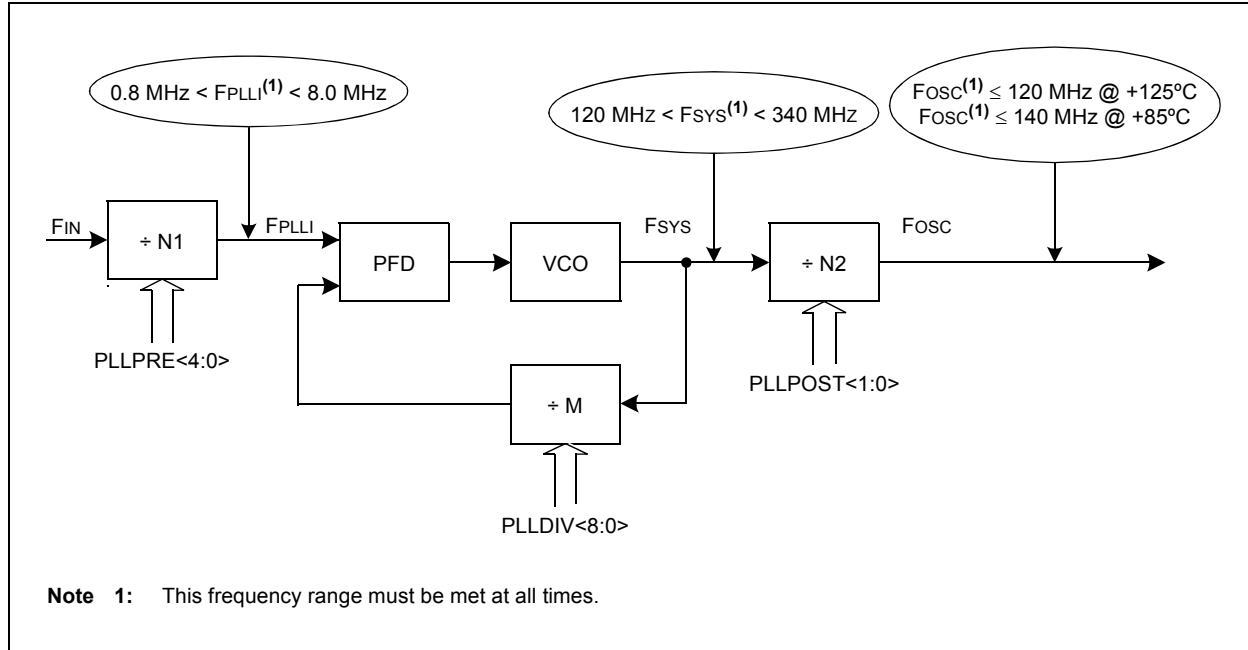 0.8 MHz < FPLLI(1) < 8.0 MHz
120 MHz < FSYS(1) < 340 MHz
FOSC(1) ≤ 120 MHz @ +125ºC
FOSC(1) ≤ 140 MHz @ +85ºC
FIN
÷ N1
FPLLI
PFD
VCO
FSYS
÷ N2
FOSC
PLLPRE<4:0>
÷ M
PLLPOST<1:0>
PLLDIV<8:0>
Note 1: This frequency range must be met at all times.